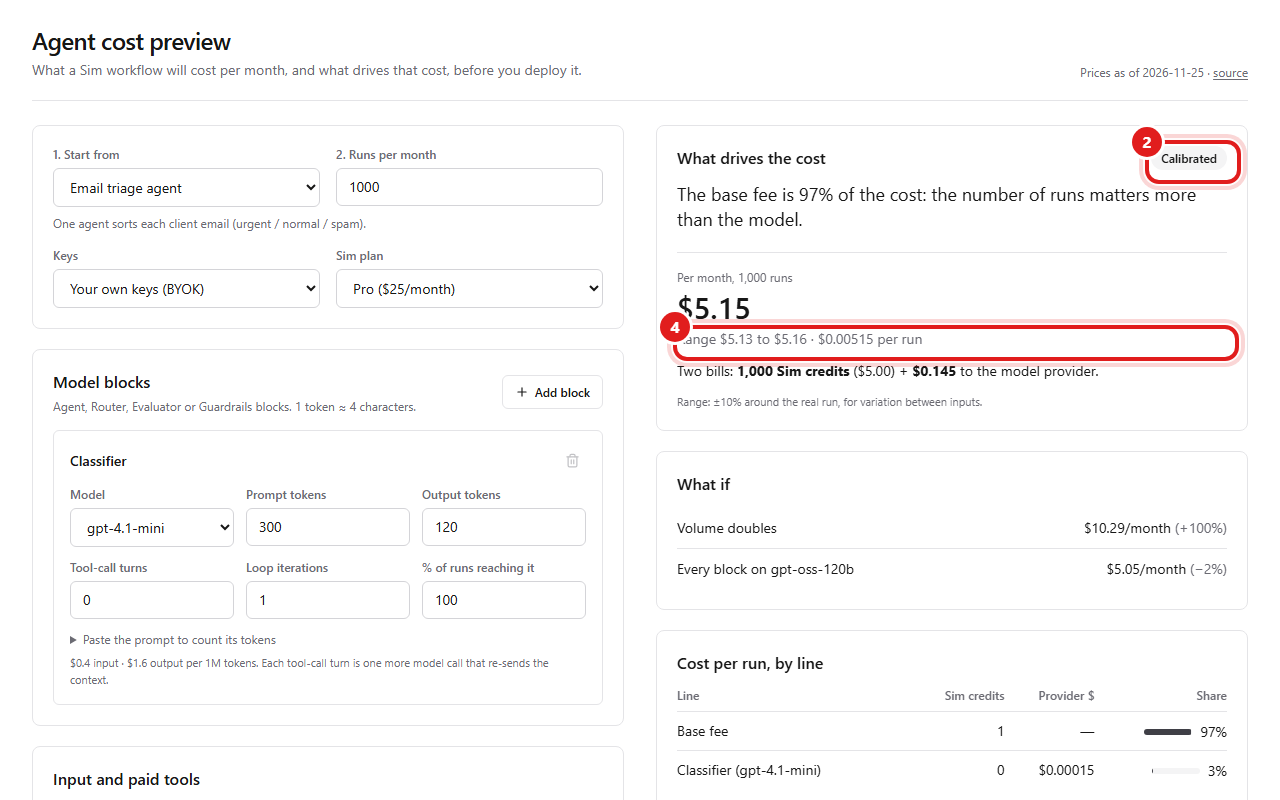 Agent cost preview
What a Sim workflow will cost per month, and what drives that cost, before you deploy it.
Prices as of 2026-11-25 · source
1. Start from
2. Runs per month
Email triage agent
1000
One agent sorts each client email (urgent / normal / spam).
Keys
Sim plan
Your own keys (BYOK)
Pro ($25/month)
Model blocks
Agent, Router, Evaluator or Guardrails blocks. 1 token ≈ 4 characters.
+ Add block
Classifier
Model
Prompt tokens
Output tokens
gpt-4.1-mini
300
120
Tool-call turns
Loop iterations
% of runs reaching it
0
1
100
Paste the prompt to count its tokens
$0.4 input · $1.6 output per 1M tokens. Each tool-call turn is one more model call that re-sends the
context.
Input and paid tools
What drives the cost
2
Calibrated
The base fee is 97% of the cost: the number of runs matters more
than the model.
Per month, 1,000 runs
$5.15
4
ange $5.13 to $5.16 · $0.00515 per run
Two bills: 1,000 Sim credits ($5.00) + $0.145 to the model provider.
Range: ±10% around the real run, for variation between inputs.
What if
Volume doubles
$10.29/month (+100%)
Every block on gpt-oss-120b
$5.05/month (−2%)
Cost per run, by line
Line
Sim credits
Provider $
Share
Base fee
1
—
97%
Classifier (gpt-4.1-mini)
0
$0.00015
3%